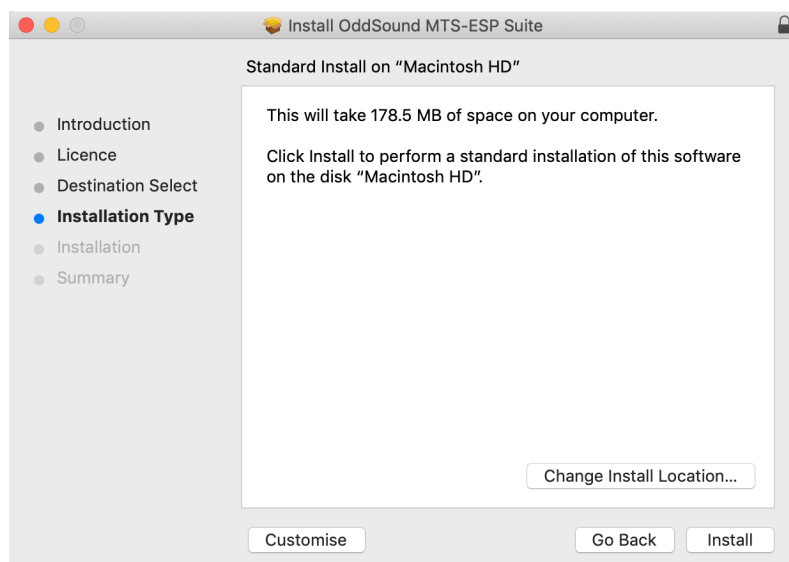 Install OddSound MTS-ESP Suite
Standard Install on “Macintosh HD”
Introduction
Licence
Destination Select
Installation Type
Installation
Summary
This will take 178.5 MB of space on your computer.
Click Install to perform a standard installation of this software
on the disk “Macintosh HD”.
Change Install Location...
Customise
Go Back
Install